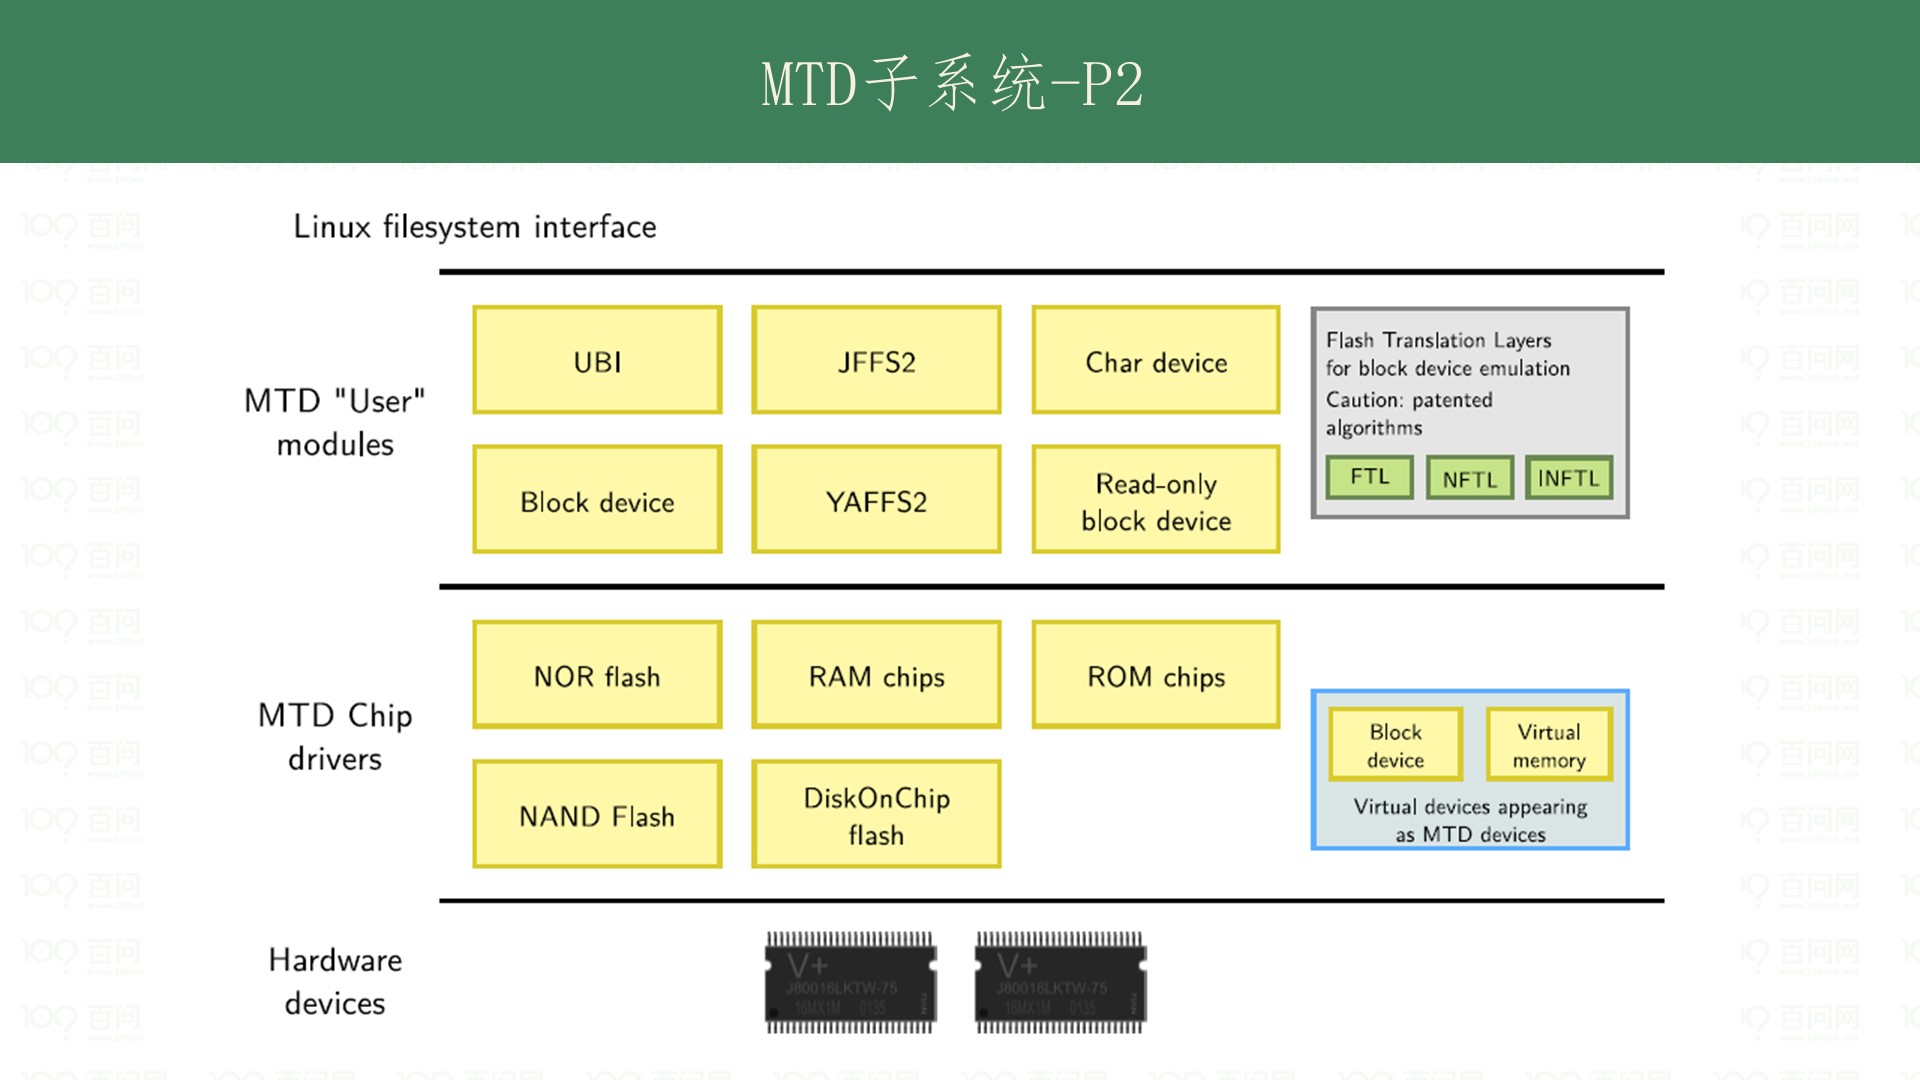 MTD子系统-P2
Linux filesystem interface
MTD "User"
modules
UBI
JFFS2
Char device
Block device
YAFFS2
Read-only
block device
Flash Translation Layers
for block device emulation
Caution: patented
algorithms
FTL
NFTL
INFTL
MTD Chip
drivers
NOR flash
RAM chips
ROM chips
NAND Flash
DiskOnChip
flash
Block
device
Virtual
memory
Virtual devices appearing
as MTD devices
Hardware
devices
V+
J80016LKTW-75
16MX1M 0135
V+
J80016LKTW-75
16MX1M 0135